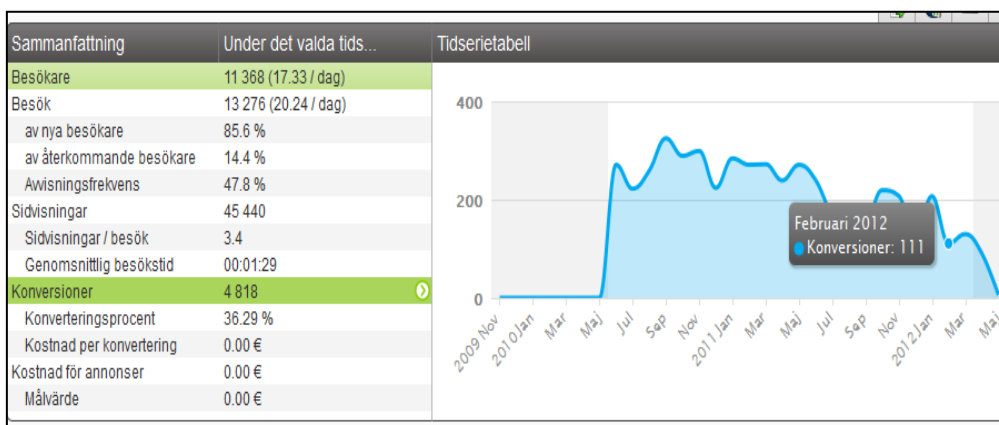 Sammanfattning Under det valda tids... Tidserietabell
Besökare 11 368 (17.33 / dag)
Besök 13 276 (20.24 / dag)
av nya besökare 85.6 %
av återkommande besökare 14.4 %
Avvisningsfrekvens 47.8 %
Sidvisningar 45 440
Sidvisningar / besök 3.4
Genomsnittlig besökstid 00:01:29
Konversioner 4 818
Konverteringsprocent 36.29 %
Kostnad per konvertering 0.00 €
Kostnad för annonser 0.00 €
Målvärde 0.00 €
400
200
0
Februari 2012
Konversioner: 111
2009 Nov 2010 Jan Mar Maj Jul Sep Nov 2011 Jan Mar Maj Jul Sep Nov 2012 Jan Mar Maj